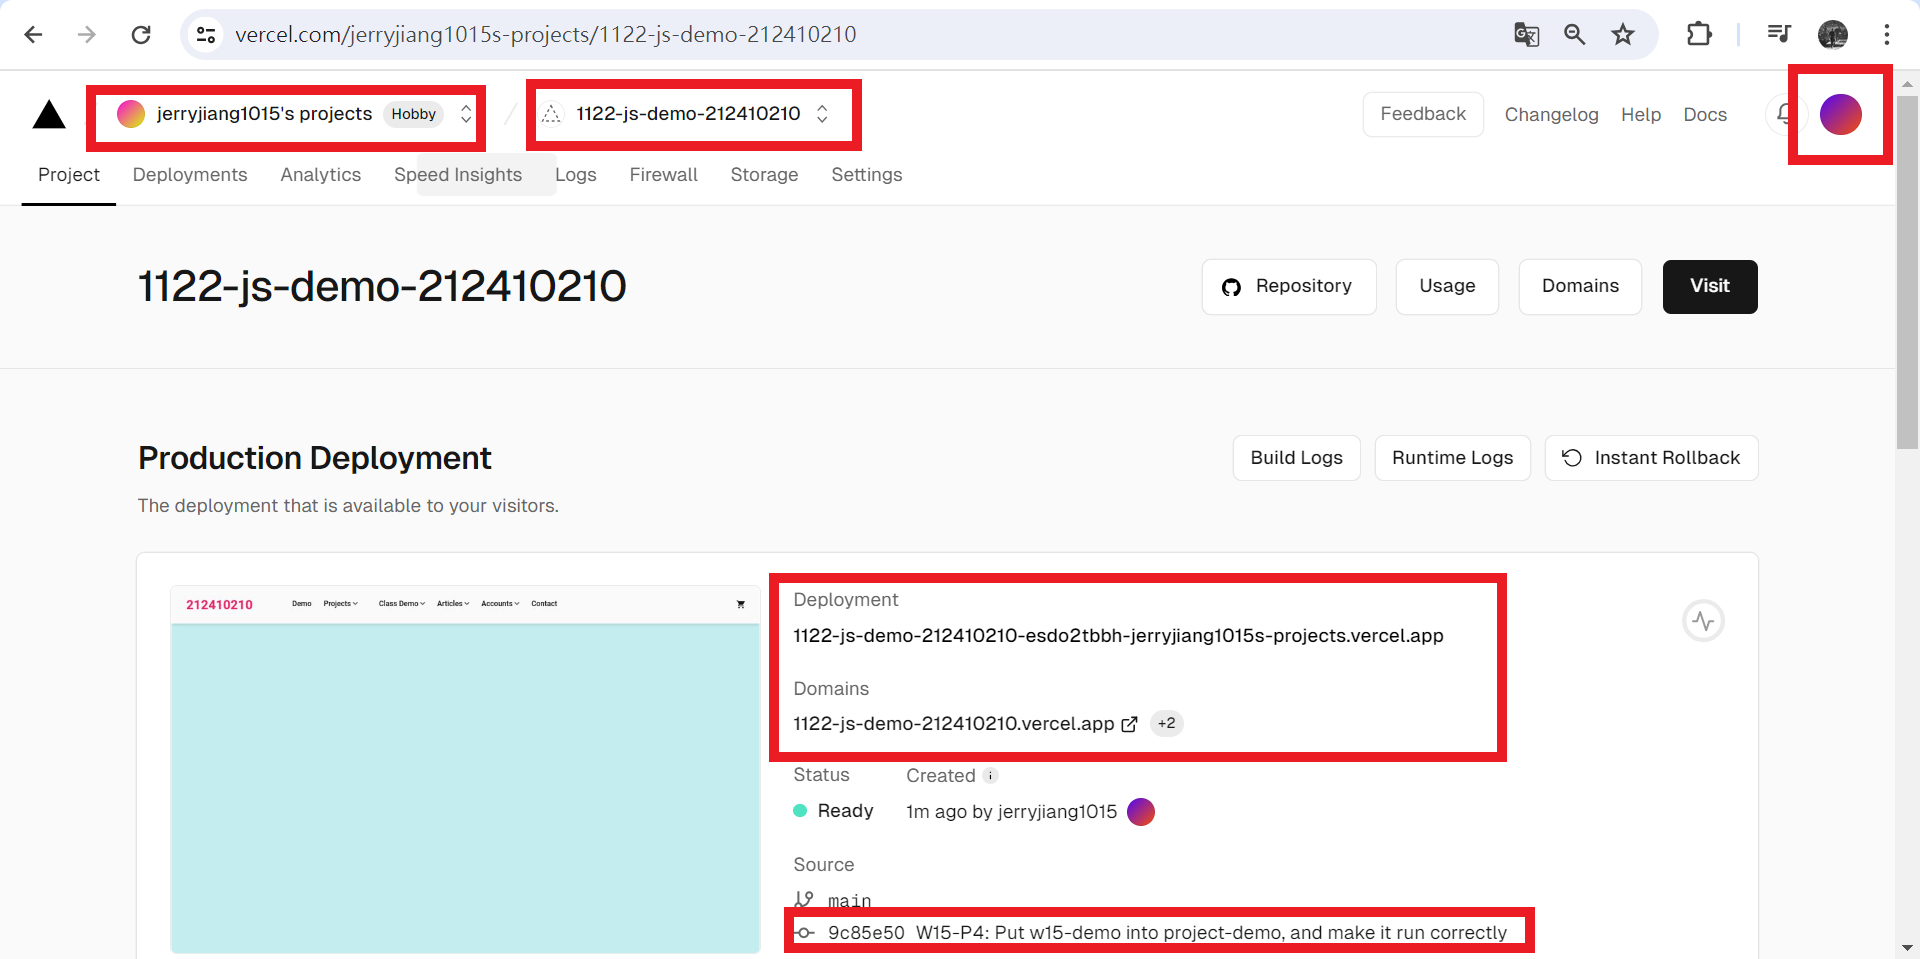 vercel.com/jerryjiang1015s-projects/1122-js-demo-212410210
jerryjiang1015's projects Hobby 1122-js-demo-212410210 Feedback Changelog Help Docs
Project Deployments Analytics Speed Insights Logs Firewall Storage Settings
1122-js-demo-212410210 Repository Usage Domains Visit
Production Deployment Build Logs Runtime Logs Instant Rollback
The deployment that is available to your visitors.
212410210 Demo Projects Class Demo Articles Accounts Contact
Deployment
1122-js-demo-212410210-esdo2tbbh-jerryjiang1015s-projects.vercel.app
Domains
1122-js-demo-212410210.vercel.app +2
Status Created
Ready 1m ago by jerryjiang1015
Source
main
9c85e50 W15-P4: Put w15-demo into project-demo, and make it run correctly